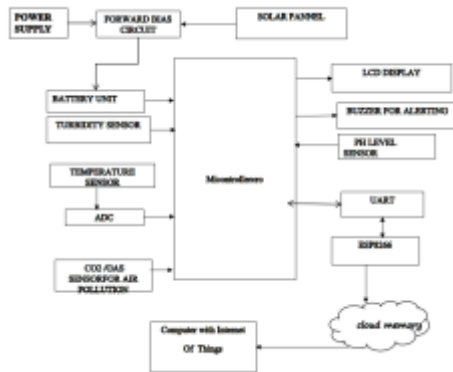 POWER
SUPPLY
FORWARD BIAS
CIRCUIT
SOLAR PANNEL
BATTERY UNIT
TURBIDITY SENSOR
TEMPERATURE
SENSOR
ADC
CO2 /GAS
SENSORFOR AIR
POLLUTION
LCD DISPLAY
BUZZER FOR ALERTING
PH LEVEL
SENSOR
UART
ESP8266
cloud memory
Computer with Internet
Of Things